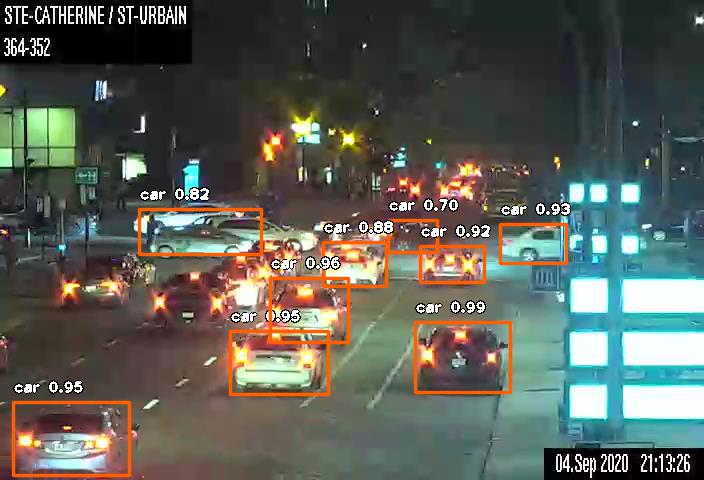 STE-CATHERINE / ST-URBAIN
364-352
car 0.82
car 0.70
car 0.93
car 0.88
car 0.92
car 0.96
car 0.99
car 0.95
car 0.95
04.Sep 2020 21:13:26